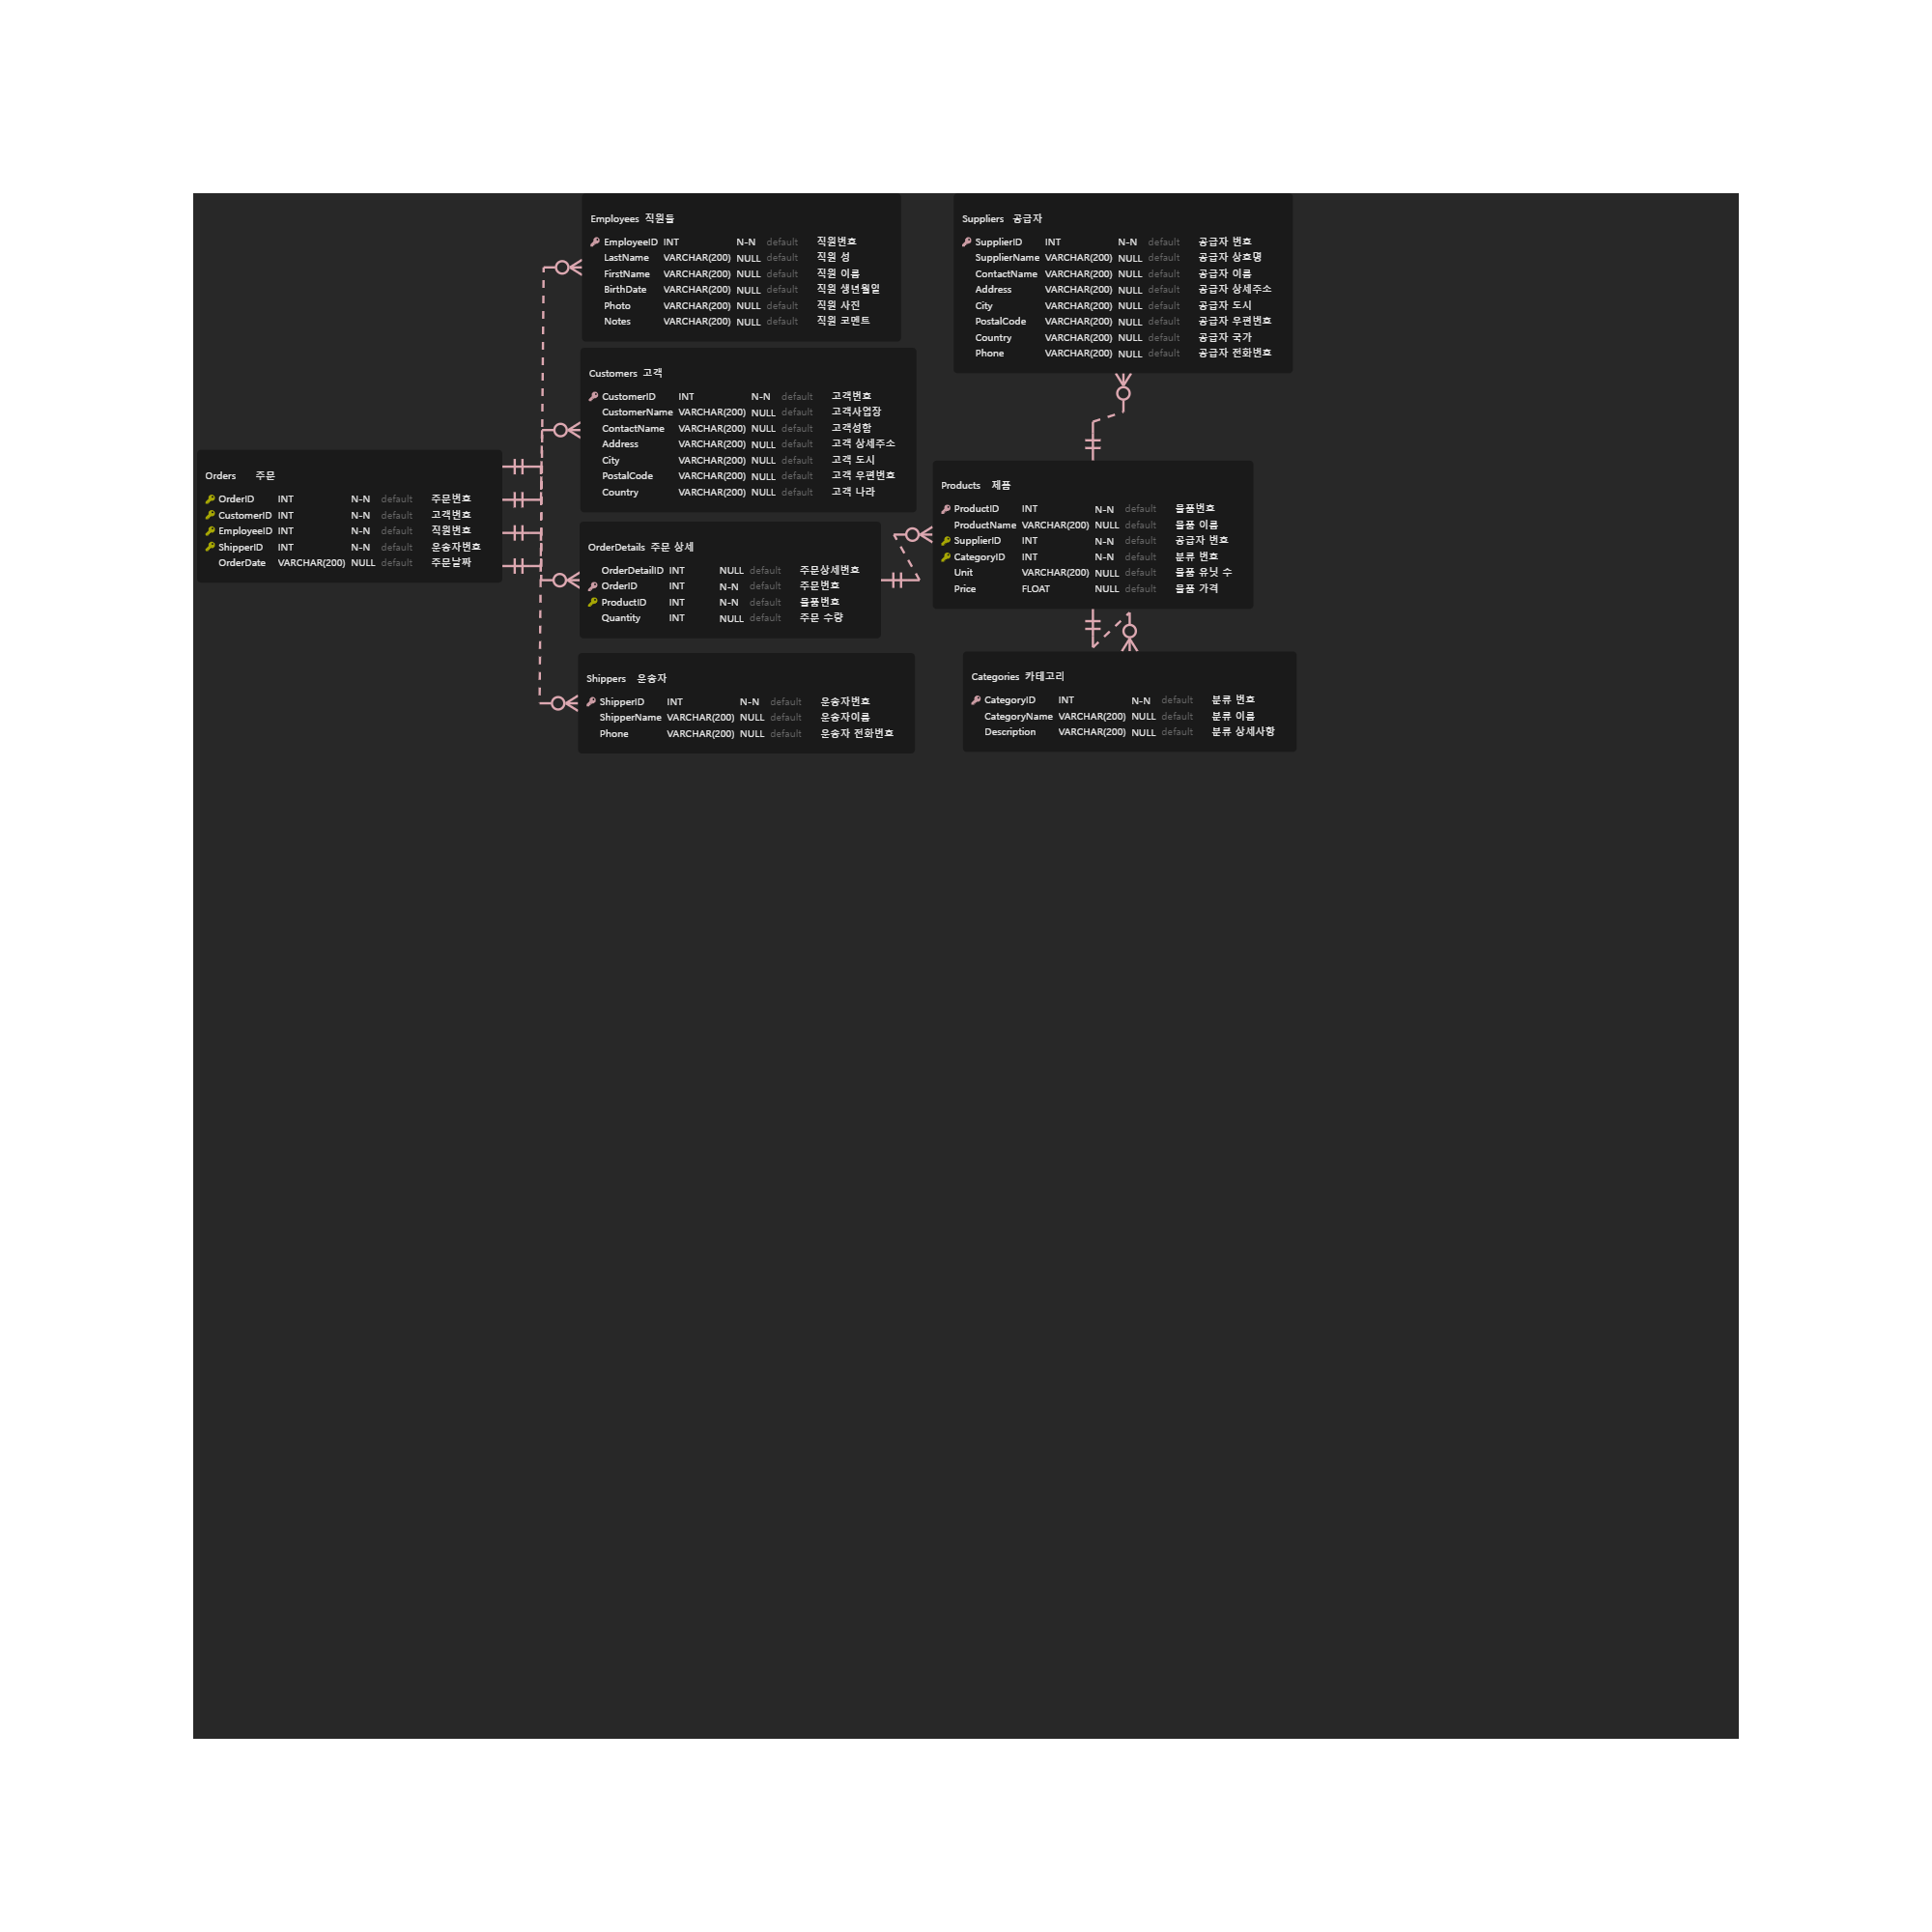 Employees 직원들
EmployeeID INT N-N default 직원번호
LastName VARCHAR(200) NULL default 직원 성
FirstName VARCHAR(200) NULL default 직원 이름
BirthDate VARCHAR(200) NULL default 직원 생년월일
Photo VARCHAR(200) NULL default 직원 사진
Notes VARCHAR(200) NULL default 직원 코멘트
Suppliers 공급자
SupplierID INT N-N default 공급자 번호
SupplierName VARCHAR(200) NULL default 공급자 상호명
ContactName VARCHAR(200) NULL default 공급자 이름
Address VARCHAR(200) NULL default 공급자 상세주소
City VARCHAR(200) NULL default 공급자 도시
PostalCode VARCHAR(200) NULL default 공급자 우편번호
Country VARCHAR(200) NULL default 공급자 국가
Phone VARCHAR(200) NULL default 공급자 전화번호
Customers 고객
CustomerID INT N-N default 고객번호
CustomerName VARCHAR(200) NULL default 고객사업장
ContactName VARCHAR(200) NULL default 고객성함
Address VARCHAR(200) NULL default 고객 상세주소
City VARCHAR(200) NULL default 고객 도시
PostalCode VARCHAR(200) NULL default 고객 우편번호
Country VARCHAR(200) NULL default 고객 나라
Orders 주문
OrderID INT N-N default 주문번호
CustomerID INT N-N default 고객번호
EmployeeID INT N-N default 직원번호
ShipperID INT N-N default 운송자번호
OrderDate VARCHAR(200) NULL default 주문날짜
Products 제품
ProductID INT N-N default 물품번호
ProductName VARCHAR(200) NULL default 물품 이름
SupplierID INT N-N default 공급자 번호
CategoryID INT N-N default 분류 번호
Unit VARCHAR(200) NULL default 물품 유닛 수
Price FLOAT NULL default 물품 가격
OrderDetails 주문 상세
OrderDetailID INT NULL default 주문상세번호
OrderID INT N-N default 주문번호
ProductID INT N-N default 물품번호
Quantity INT NULL default 주문 수량
Shippers 운송자
ShipperID INT N-N default 운송자번호
ShipperName VARCHAR(200) NULL default 운송자이름
Phone VARCHAR(200) NULL default 운송자 전화번호
Categories 카테고리
CategoryID INT N-N default 분류 번호
CategoryName VARCHAR(200) NULL default 분류 이름
Description VARCHAR(200) NULL default 분류 상세사항